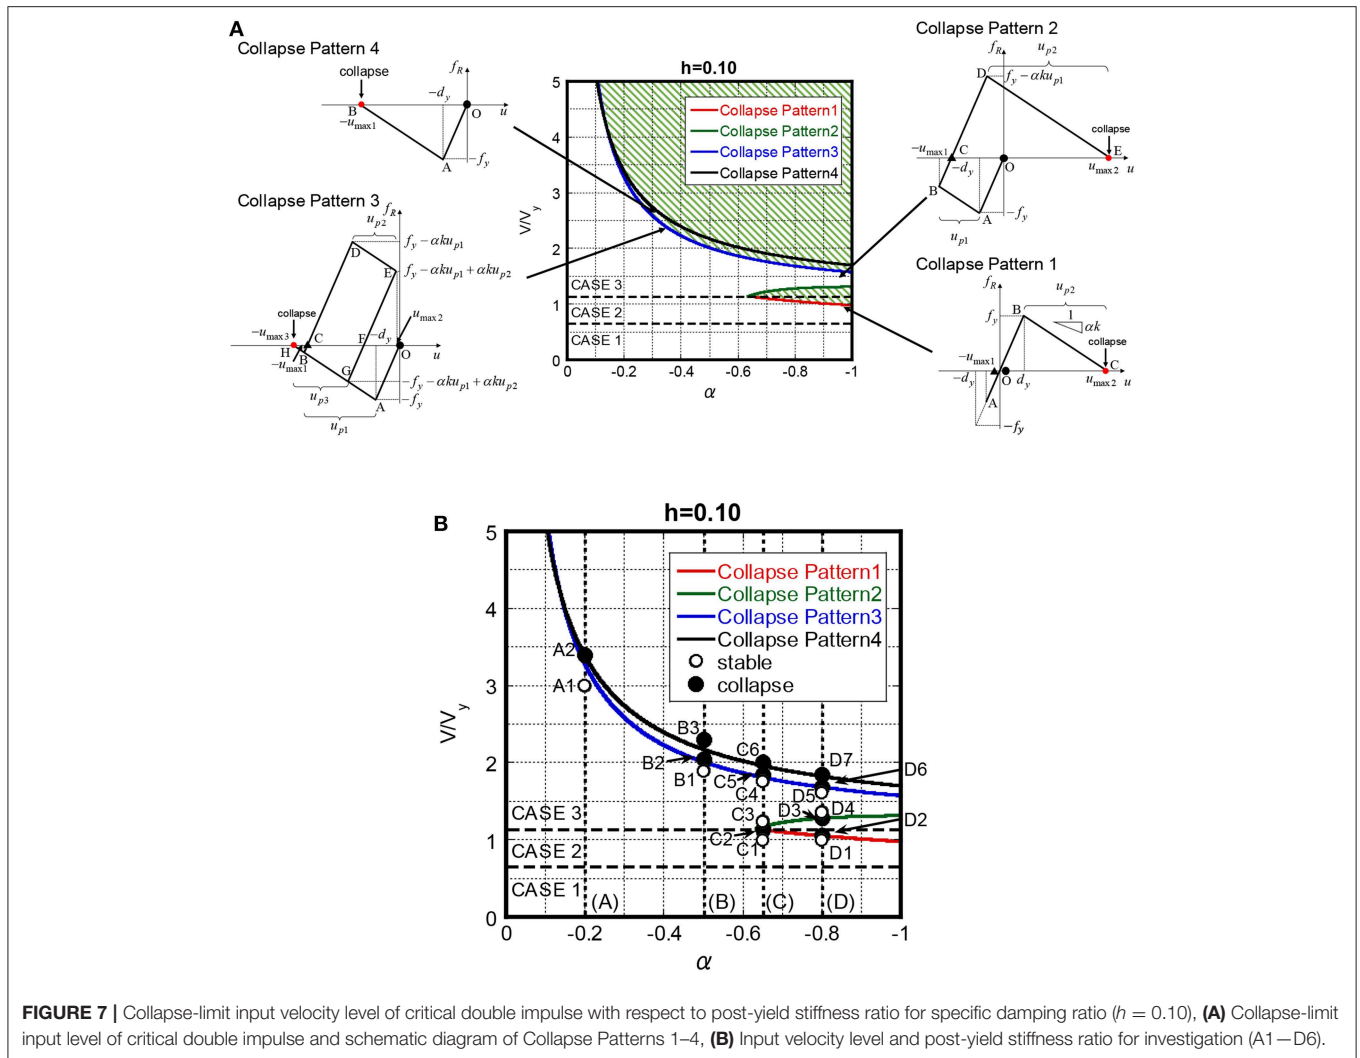 A
Collapse Pattern 4
collapse
f_R
−d_y
B
O
u
−u_max1
A
−f_y
Collapse Pattern 3
f_R
u_p2
f_y − αku_p1
D
E
f_y − αku_p1 + αku_p2
collapse
u_max2
−u_max3
C
F
−d_y
O
u
H
B
−u_max1
G
−f_y − αku_p1 + αku_p2
u_p3
A
−f_y
u_p1
h=0.10
Collapse Pattern1
Collapse Pattern2
Collapse Pattern3
Collapse Pattern4
V/V_y
5
4
3
2
1
0
CASE 3
CASE 2
CASE 1
0 -0.2 -0.4 -0.6 -0.8 -1
α
Collapse Pattern 2
f_R
u_p2
D
f_y − αku_p1
collapse
−u_max1
C
O
E
−d_y
u_max2
u
B
A
−f_y
u_p1
Collapse Pattern 1
f_R
u_p2
B
f_y
1
αk
collapse
−u_max1
C
−d_y
O
d_y
u_max2
u
A
−f_y
B
h=0.10
Collapse Pattern1
Collapse Pattern2
Collapse Pattern3
Collapse Pattern4
stable
collapse
V/V_y
5
4
3
2
1
0
A2
A1
B3
B2
B1
C6
C5
C4
C3
C2
C1
D7
D6
D5
D4
D3
D2
D1
CASE 3
CASE 2
CASE 1
(A) (B) (C) (D)
0 -0.2 -0.4 -0.6 -0.8 -1
α
FIGURE 7 | Collapse-limit input velocity level of critical double impulse with respect to post-yield stiffness ratio for specific damping ratio (h = 0.10), (A) Collapse-limit
input level of critical double impulse and schematic diagram of Collapse Patterns 1–4, (B) Input velocity level and post-yield stiffness ratio for investigation (A1—D6).